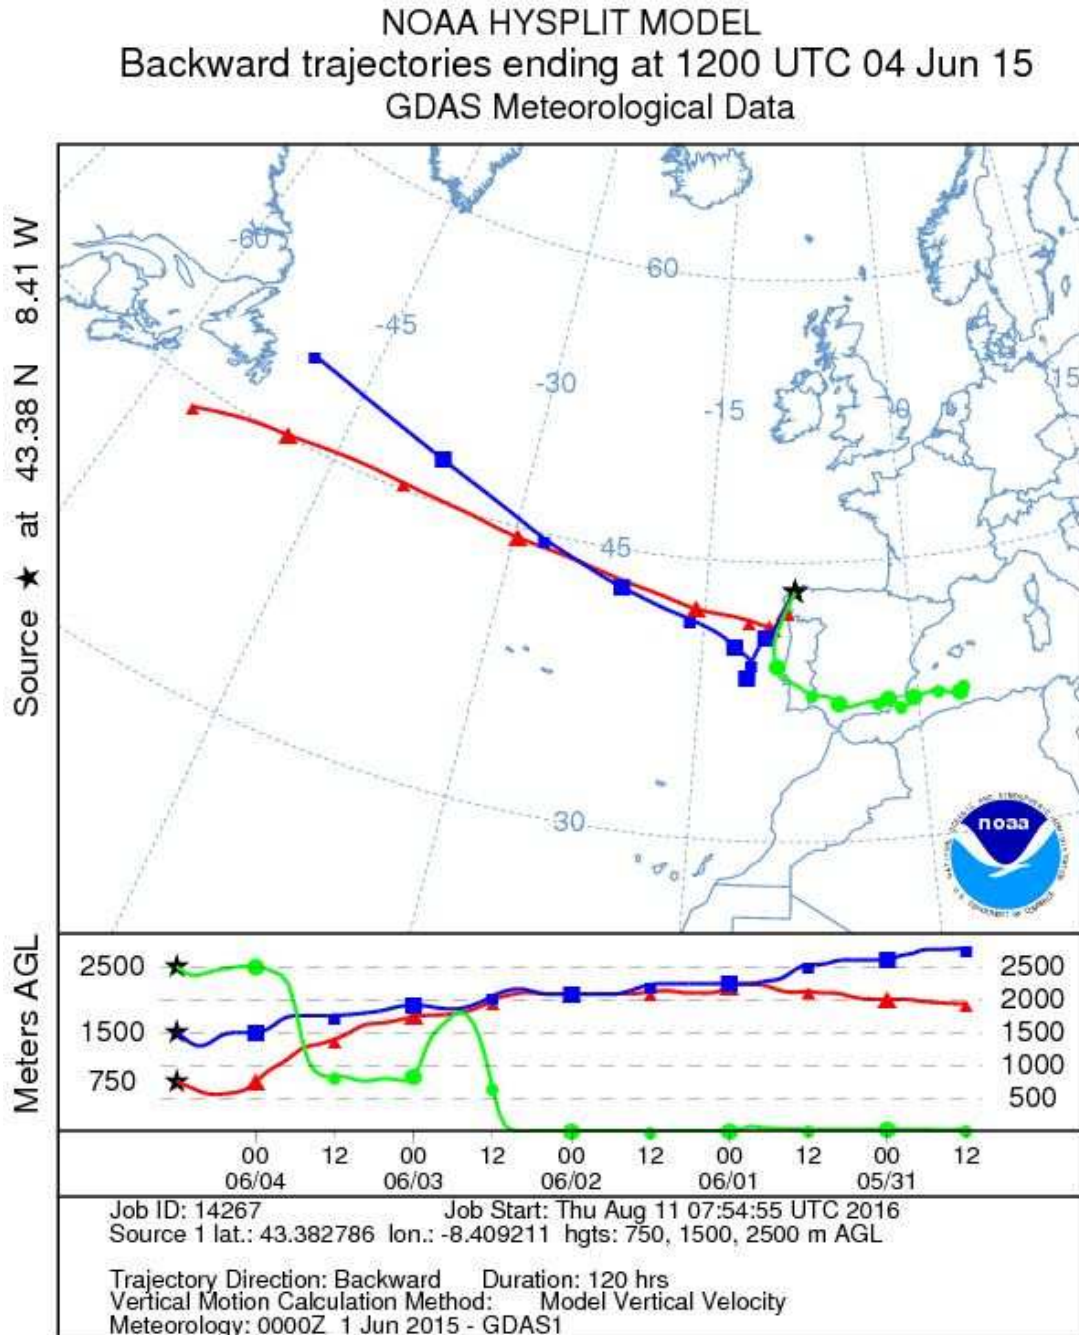 NOAA HYSPLIT MODEL
Backward trajectories ending at 1200 UTC 04 Jun 15
GDAS Meteorological Data
Source ★ at 43.38 N 8.41 W
-60
-45
60
-30
-15
0
15
45
30
noaa
Meters AGL
2500 2500
2000
1500 1500
1000
750
500
00 12 00 12 00 12 00 12 00 12
06/04 06/03 06/02 06/01 05/31
Job ID: 14267 Job Start: Thu Aug 11 07:54:55 UTC 2016
Source 1 lat.: 43.382786 lon.: -8.409211 hgts: 750, 1500, 2500 m AGL
Trajectory Direction: Backward Duration: 120 hrs
Vertical Motion Calculation Method: Model Vertical Velocity
Meteorology: 0000Z 1 Jun 2015 - GDAS1